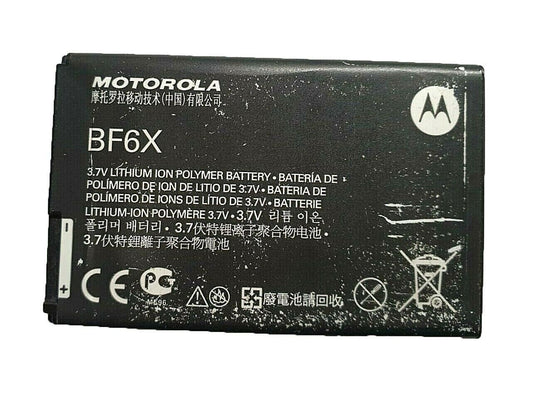 MOTOROLA
摩托罗拉移动技术(中国)有限公司
BF6X
3.7V LITHIUM ION POLYMER BATTERY • BATERÍA DE
POLÍMERO DE ION DE LITIO DE 3.7V • BATERIA DE
POLÍMERO DE IONS DE LÍTIO DE 3.7V • BATTERIE
LITHIUM-ION POLYMÈRE 3.7V • 3.7V 리튬 이온
폴리머 배터리 • 3.7伏特锂离子聚合物电池 •
3.7伏特鋰離子聚合物電池
CE PG 廢電池請回收